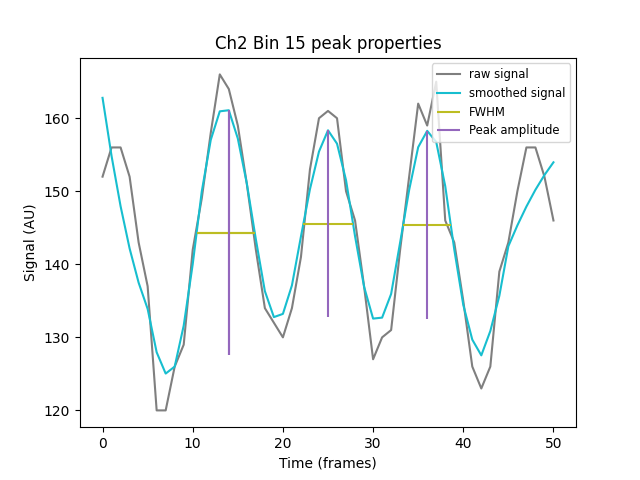 Ch2 Bin 15 peak properties
raw signal
smoothed signal
FWHM
Peak amplitude
Signal (AU)
160
150
140
130
120
0 10 20 30 40 50
Time (frames)